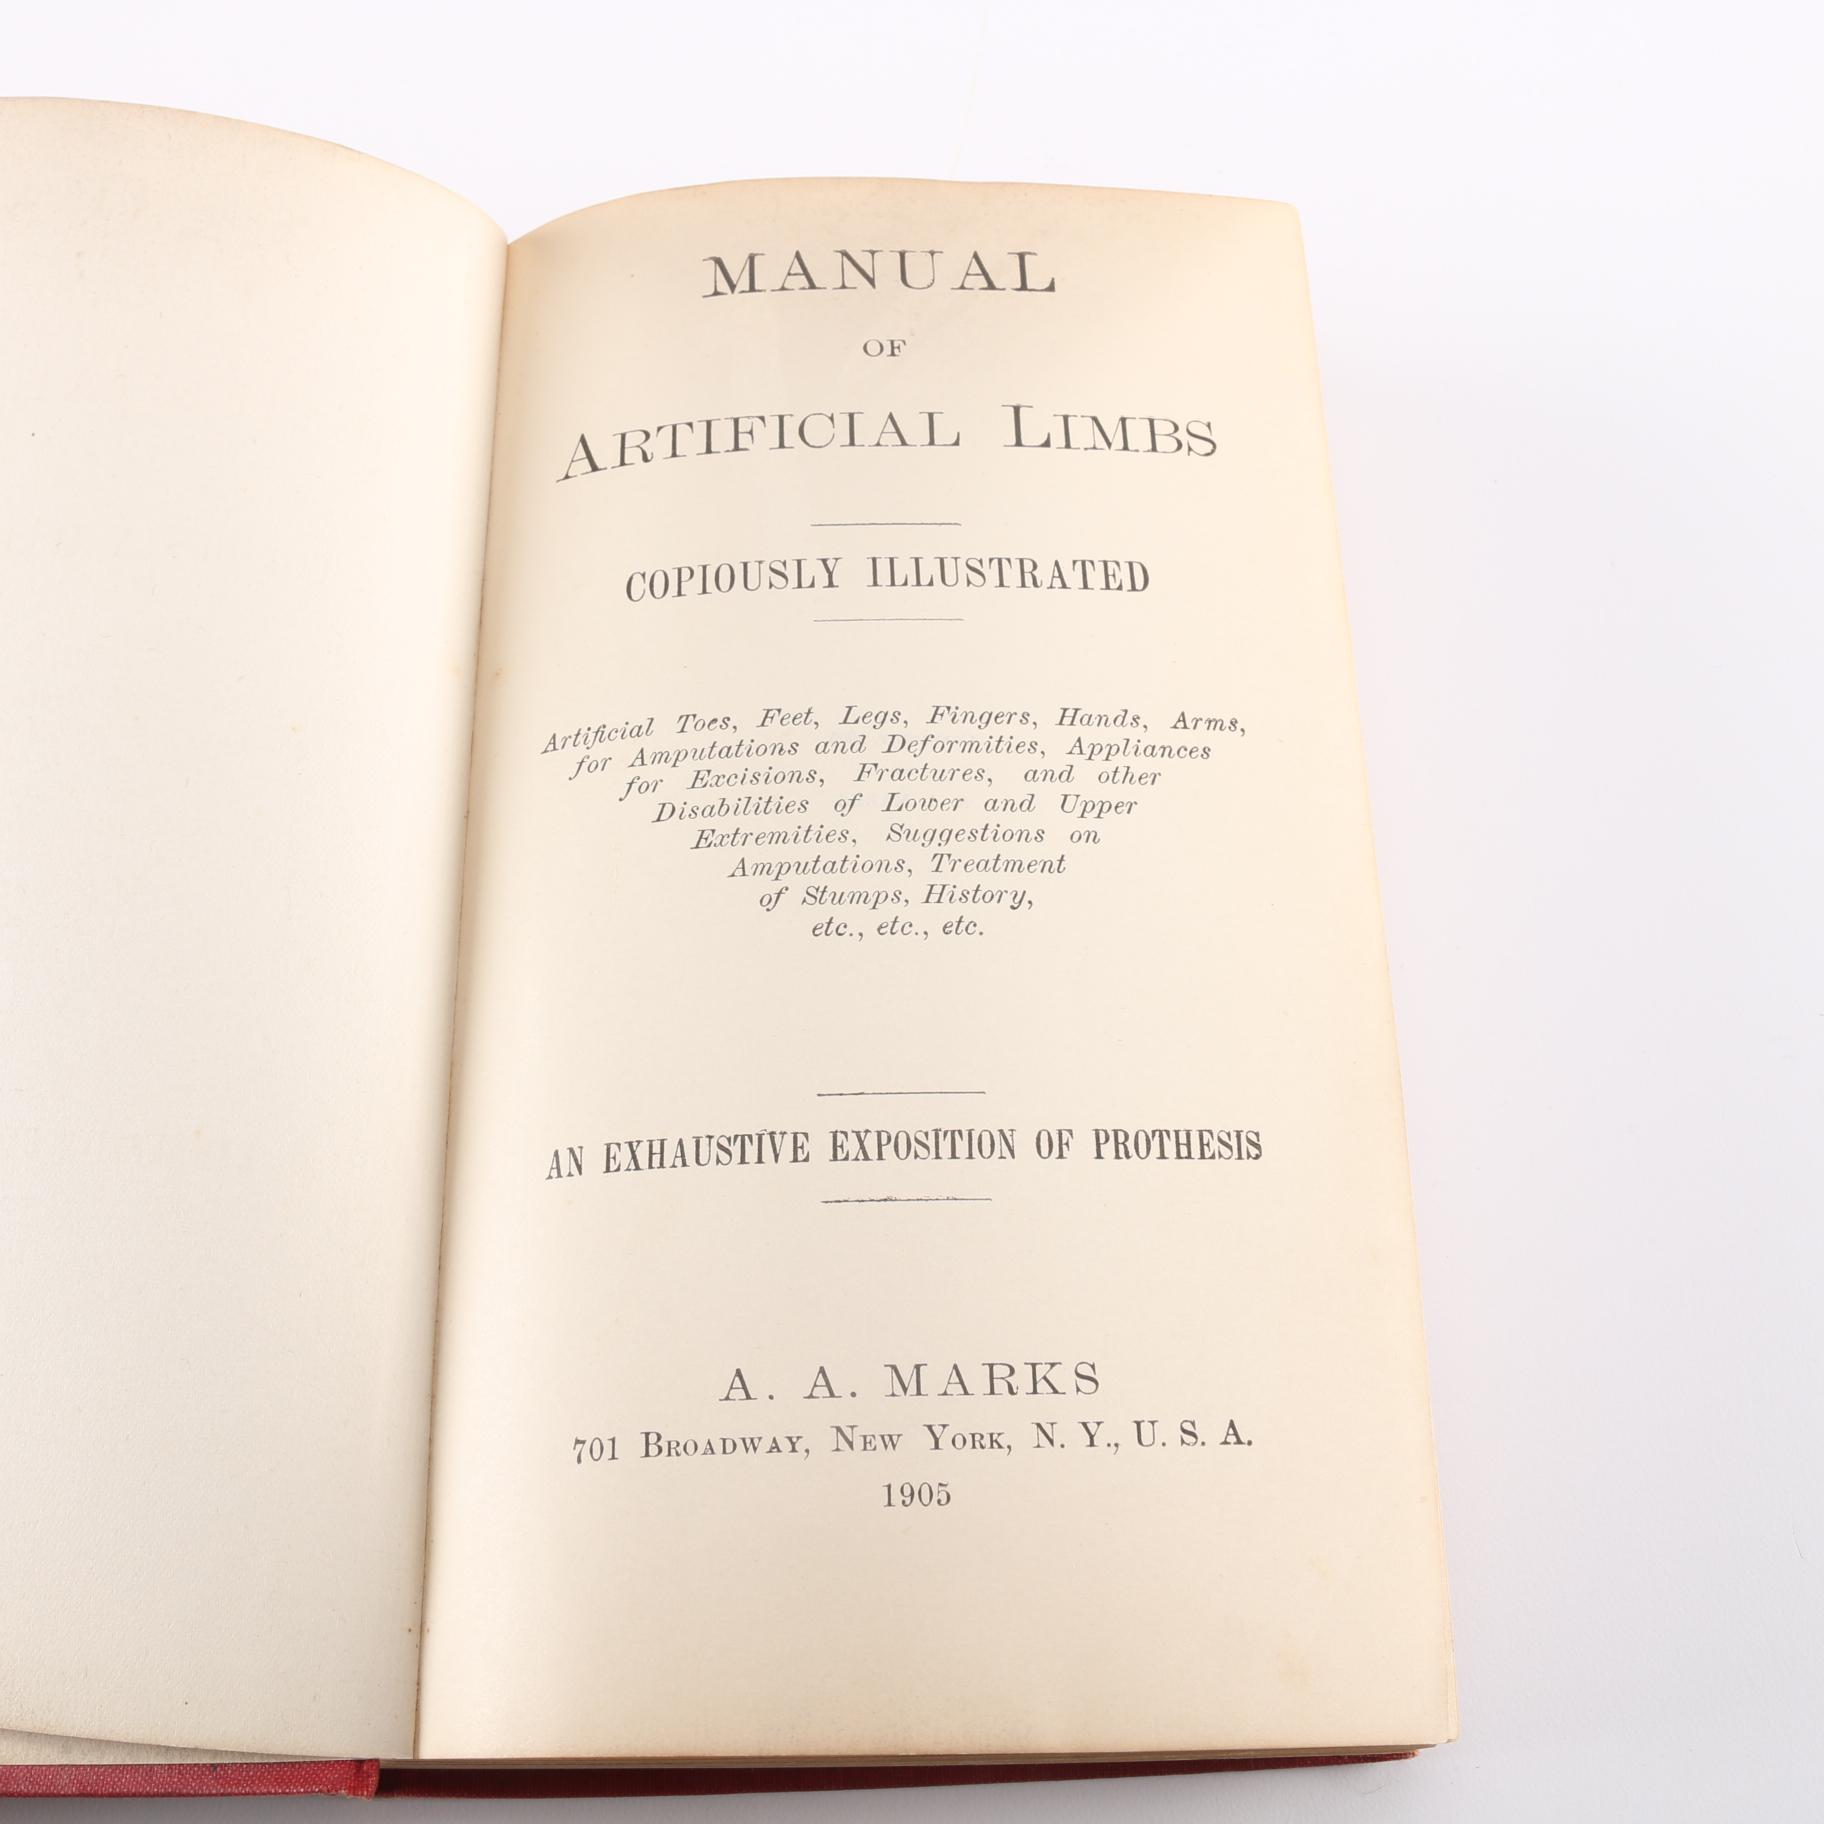 MANUAL
OF
ARTIFICIAL LIMBS
COPIOUSLY ILLUSTRATED
Artificial Toes, Feet, Legs, Fingers, Hands, Arms,
for Amputations and Deformities, Appliances
for Excisions, Fractures, and other
Disabilities of Lower and Upper
Extremities, Suggestions on
Amputations, Treatment
of Stumps, History,
etc., etc., etc.
AN EXHAUSTIVE EXPOSITION OF PROTHESIS
A. A. MARKS
701 BROADWAY, NEW YORK, N. Y., U. S. A.
1905